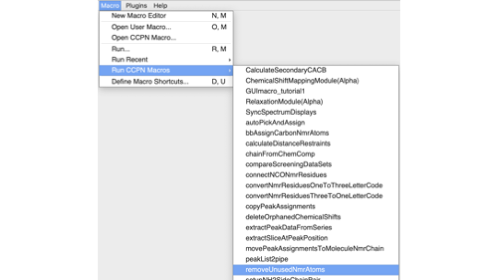 Macro Plugins Help
New Macro Editor N, M
Open User Macro... O, M
Open CCPN Macro...
Run... R, M
Run Recent
Run CCPN Macros
Define Macro Shortcuts... D, U
CalculateSecondaryCACB
ChemicalShiftMappingModule(Alpha)
GUImacro_tutorial1
RelaxationModule(Alpha)
SyncSpectrumDisplays
autoPickAndAssign
bbAssignCarbonNmrAtoms
calculateDistanceRestraints
chainFromChemComp
compareScreeningDataSets
connectNCONmrResidues
convertNmrResiduesOneToThreeLetterCode
convertNmrResiduesThreeToOneLetterCode
copyPeakAssignments
deleteOrphanedChemicalShifts
extractPeakDataFromSeries
extractSliceAtPeakPosition
movePeakAssignmentsToMoleculeNmrChain
peakList2pipe
removeUnusedNmrAtoms